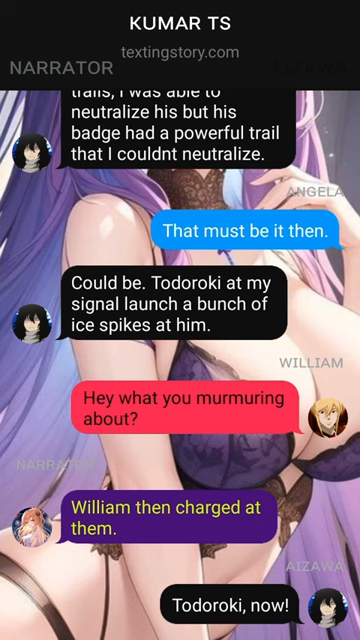 KUMAR TS
textingstory.com
NARRATOR
AIZAWA
trails, I was able to
neutralize his but his
badge had a powerful trail
that I couldnt neutralize.
ANGELA
That must be it then.
Could be. Todoroki at my
signal launch a bunch of
ice spikes at him.
WILLIAM
Hey what you murmuring
about?
NARRATOR
William then charged at
them.
AIZAWA
Todoroki, now!